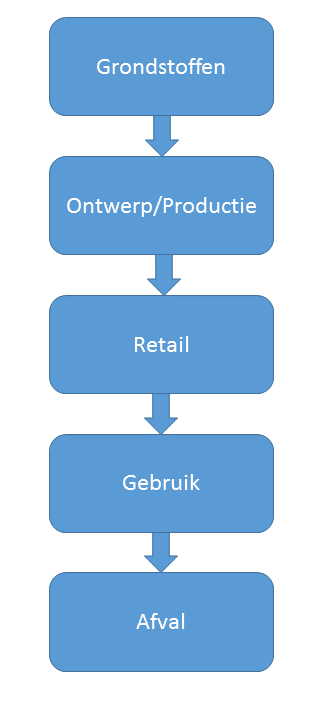 Grondstoffen
Ontwerp/Productie
Retail
Gebruik
Afval